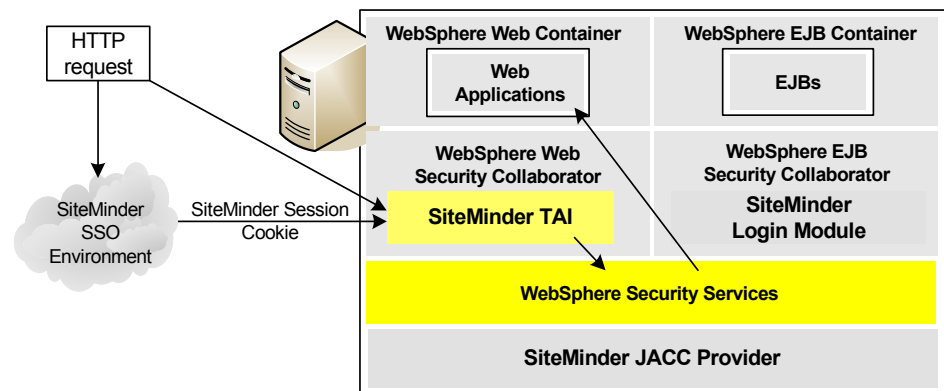 HTTP
request
SiteMinder
SSO
Environment
SiteMinder Session
Cookie
WebSphere Web Container
Web
Applications
WebSphere EJB Container
EJBs
WebSphere Web
Security Collaborator
SiteMinder TAI
WebSphere EJB
Security Collaborator
SiteMinder
Login Module
WebSphere Security Services
SiteMinder JACC Provider